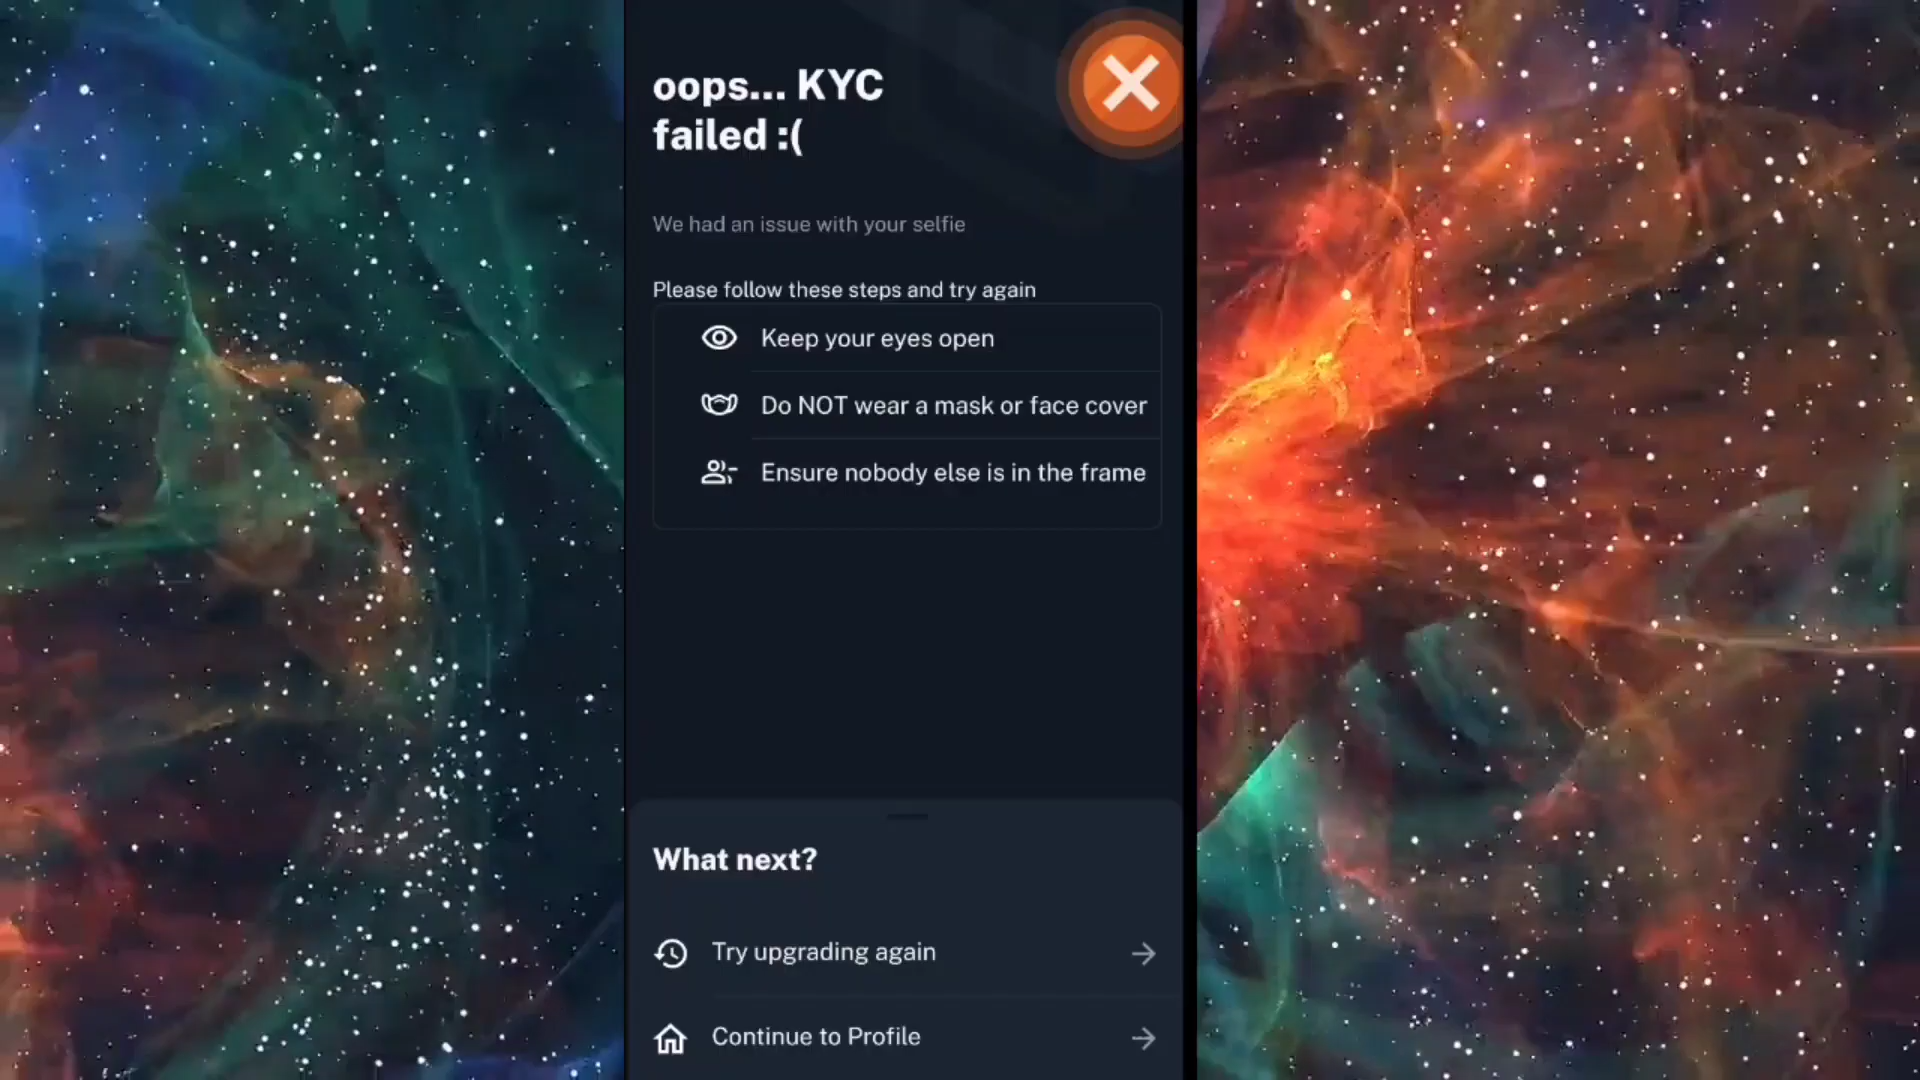 oops... KYC
failed :(
We had an issue with your selfie
Please follow these steps and try again
Keep your eyes open
Do NOT wear a mask or face cover
Ensure nobody else is in the frame
What next?
Try upgrading again
Continue to Profile